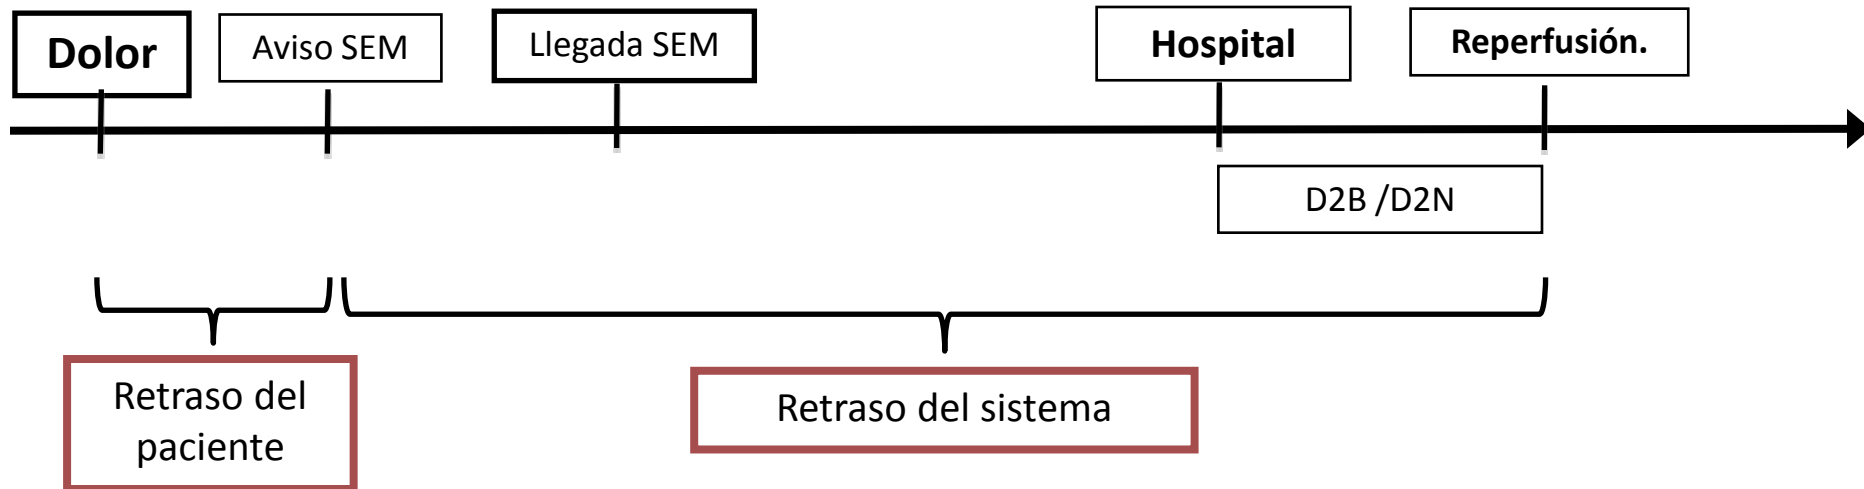 Dolor
Aviso SEM
Llegada SEM
Hospital
Reperfusión.
D2B /D2N
Retraso del
paciente
Retraso del sistema